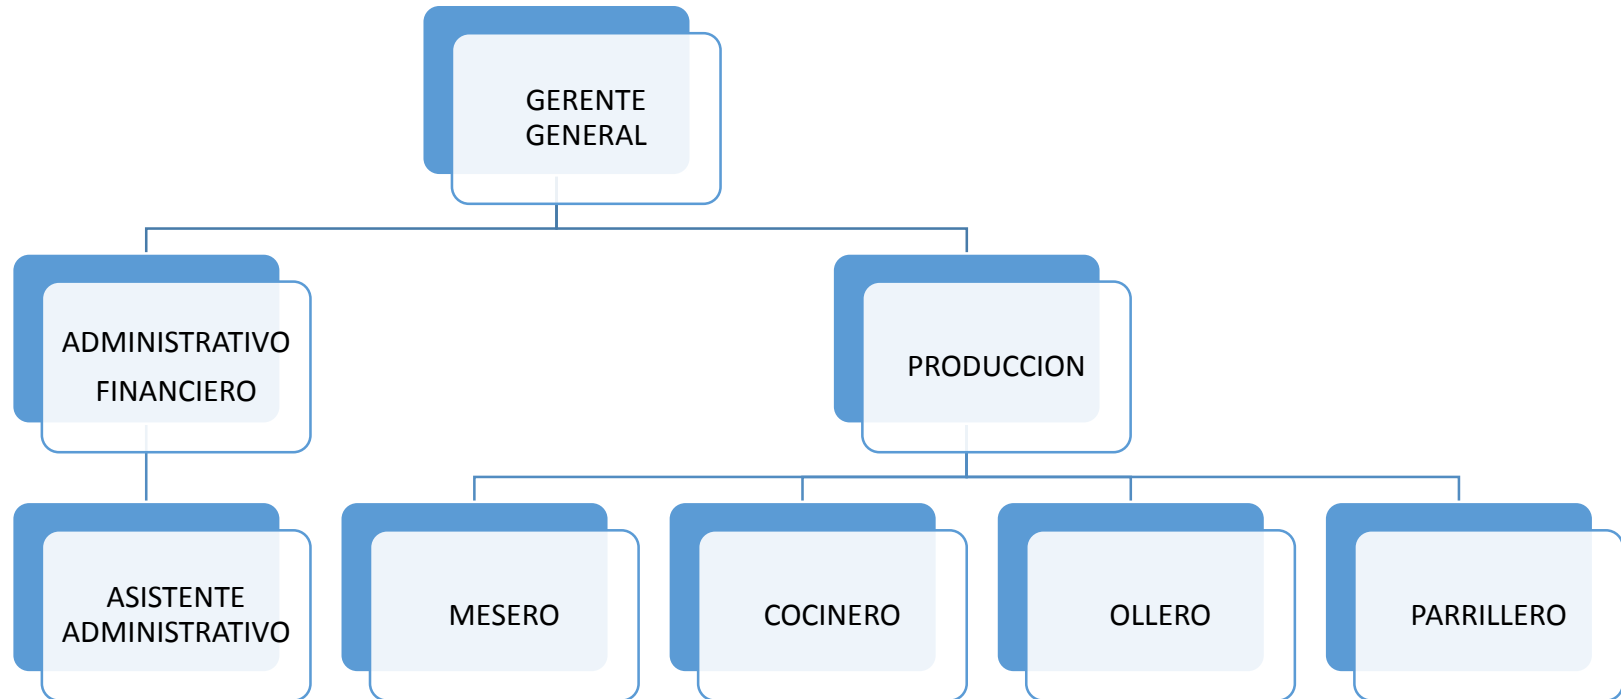 GERENTE
GENERAL
ADMINISTRATIVO
FINANCIERO
PRODUCCION
ASISTENTE
ADMINISTRATIVO
MESERO
COCINERO
OLLERO
PARRILLERO